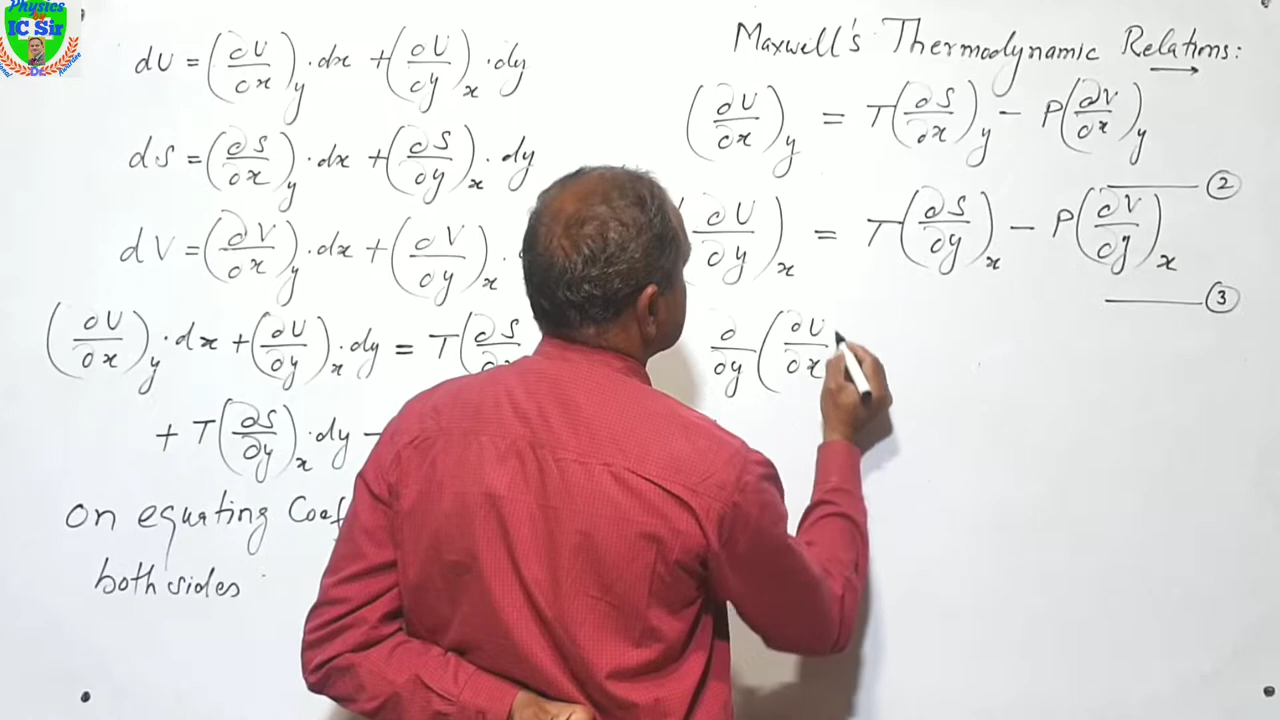 Physics
by
IC Sir
Dr.
Maxwell's Thermodynamic Relations:
dU = (∂U/∂x)_y · dx + (∂U/∂y)_x · dy
dS = (∂S/∂x)_y · dx + (∂S/∂y)_x · dy
dV = (∂V/∂x)_y · dx + (∂V/∂y)_x ·
(∂U/∂x)_y · dx + (∂U/∂y)_x · dy = T(∂S/∂x
+ T(∂S/∂y)_x · dy −
on equating Coef
both sides
(∂U/∂x)_y = T(∂S/∂x)_y − P(∂V/∂x)_y
②
(∂U/∂y)_x = T(∂S/∂y)_x − P(∂V/∂y)_x
③
∂/∂y (∂U/∂x